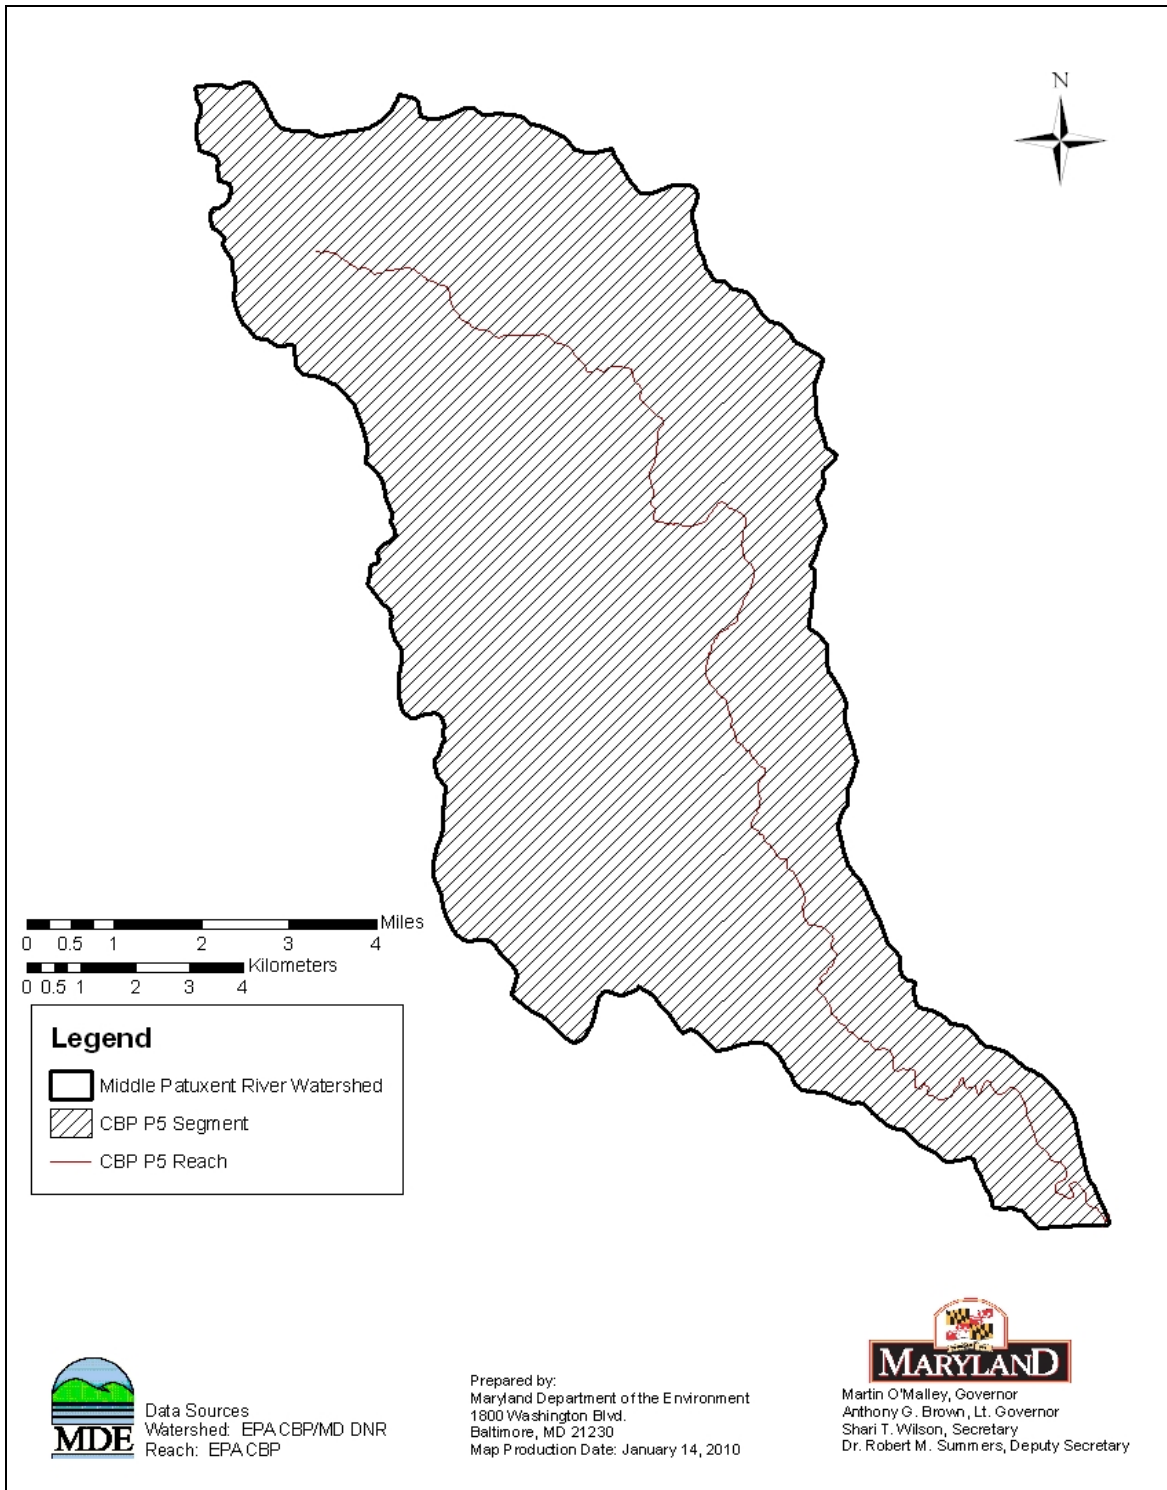 N
Miles
0 0.5 1 2 3 4
Kilometers
0 0.5 1 2 3 4
Legend
Middle Patuxent River Watershed
CBP P5 Segment
CBP P5 Reach
MDE
Data Sources
Watershed: EPA CBP/MD DNR
Reach: EPA CBP
Prepared by:
Maryland Department of the Environment
1800 Washington Blvd.
Baltimore, MD 21230
Map Production Date: January 14, 2010
MARYLAND
Martin O'Malley, Governor
Anthony G. Brown, Lt. Governor
Shari T. Wilson, Secretary
Dr. Robert M. Summers, Deputy Secretary